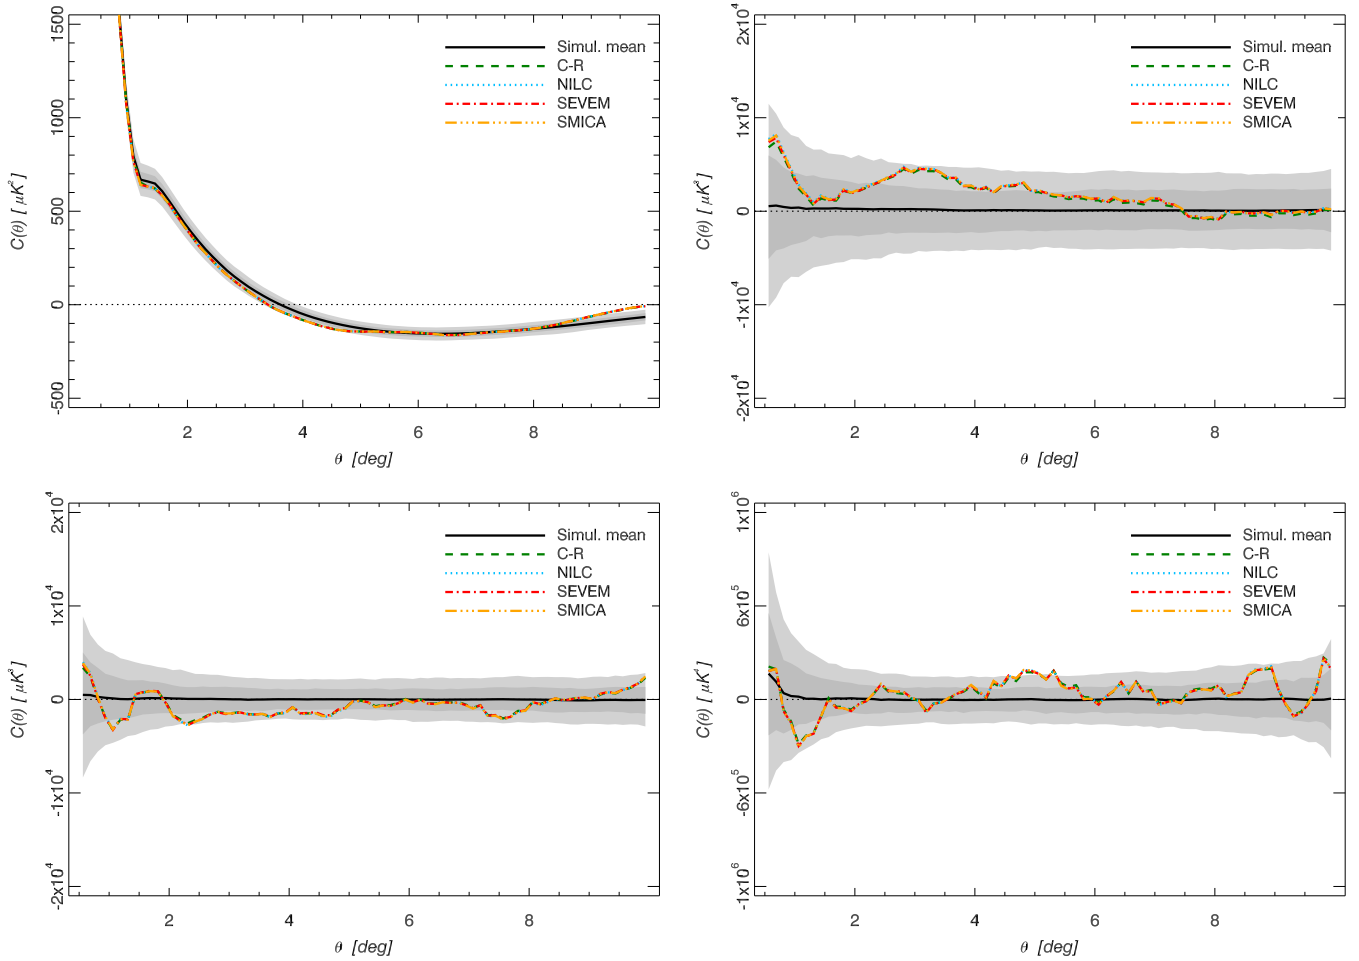 1500
1000
500
0
-500
C(θ) [ μK²]
Simul. mean
C-R
NILC
SEVEM
SMICA
2 4 6 8
θ [deg]
2x10⁴
1x10⁴
0
-1x10⁴
-2x10⁴
C(θ) [ μK³]
Simul. mean
C-R
NILC
SEVEM
SMICA
2 4 6 8
θ [deg]
2x10⁴
1x10⁴
0
-1x10⁴
-2x10⁴
C(θ) [ μK³]
Simul. mean
C-R
NILC
SEVEM
SMICA
2 4 6 8
θ [deg]
1x10⁶
6x10⁵
0
-6x10⁵
-1x10⁶
C(θ) [ μK⁴]
Simul. mean
C-R
NILC
SEVEM
SMICA
2 4 6 8
θ [deg]